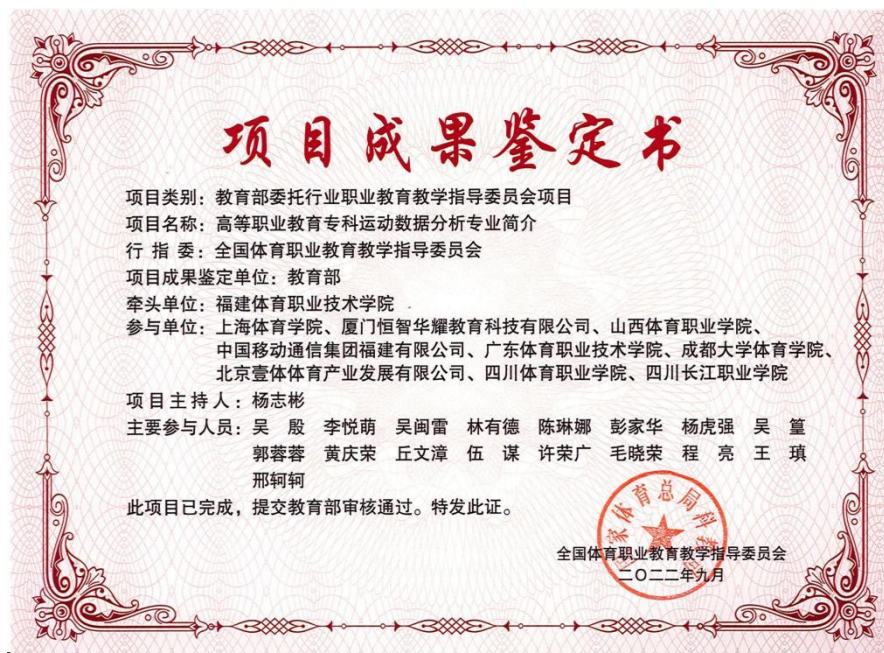 项目成果鉴定书
项目类别：教育部委托行业职业教育教学指导委员会项目
项目名称：高等职业教育专科运动数据分析专业简介
行指委：全国体育职业教育教学指导委员会
项目成果鉴定单位：教育部
牵头单位：福建体育职业技术学院
参与单位：上海体育学院、厦门恒智华耀教育科技有限公司、山西体育职业学院、
中国移动通信集团福建有限公司、广东体育职业技术学院、成都大学体育学院、
北京壹体体育产业发展有限公司、四川体育职业学院、四川长江职业学院
项目主持人：杨志彬
主要参与人员：吴 殷 李悦萌 吴闽雷 林有德 陈琳娜 彭家华 杨虎强 吴 篁
郭蓉蓉 黄庆荣 丘文漳 伍 谋 许荣广 毛晓荣 程 亮 王 瑱
邢轲轲
此项目已完成，提交教育部审核通过。特发此证。
家体育总局科教
全国体育职业教育教学指导委员会
二〇二二年九月